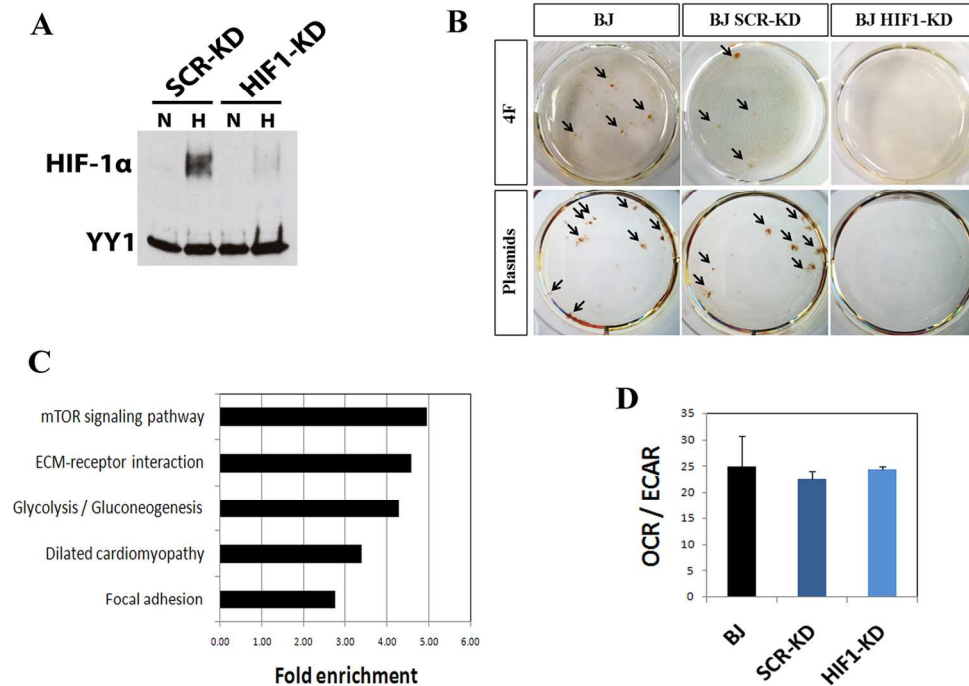 A
SCR-KD HIF1-KD
N H N H
HIF-1α
YY1
B
BJ BJ SCR-KD BJ HIF1-KD
4F
Plasmids
C
mTOR signaling pathway
ECM-receptor interaction
Glycolysis / Gluconeogenesis
Dilated cardiomyopathy
Focal adhesion
0.00 1.00 2.00 3.00 4.00 5.00 6.00
Fold enrichment
D
OCR / ECAR
35
30
25
20
15
10
5
0
BJ SCR-KD HIF1-KD